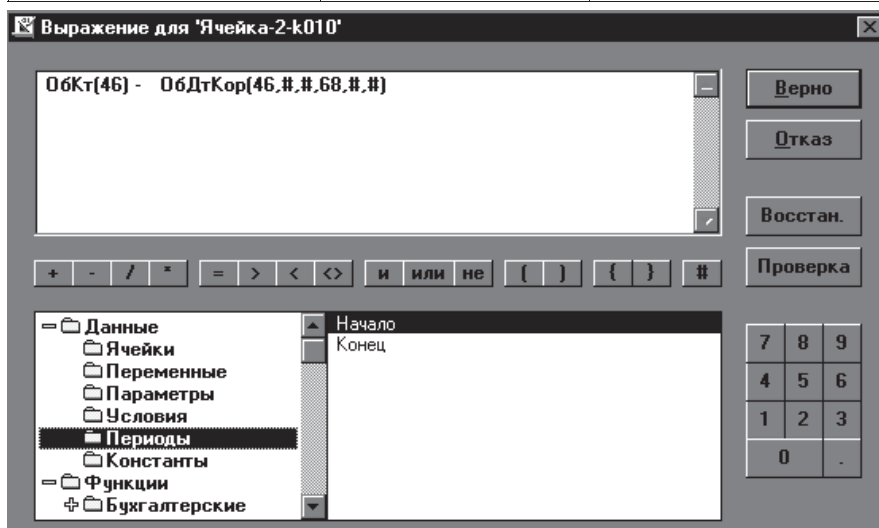 Выражение для 'Ячейка-2-k010'
ОбКт(46) - ОбДтКор(46,#,#,68,#,#)
Верно
Отказ
Восстан.
Проверка
+ - / * = > < <> и или не ( ) { } #
Данные
Ячейки
Переменные
Параметры
Условия
Периоды
Константы
Функции
Бухгалтерские
Начало
Конец
7 8 9
4 5 6
1 2 3
0 .